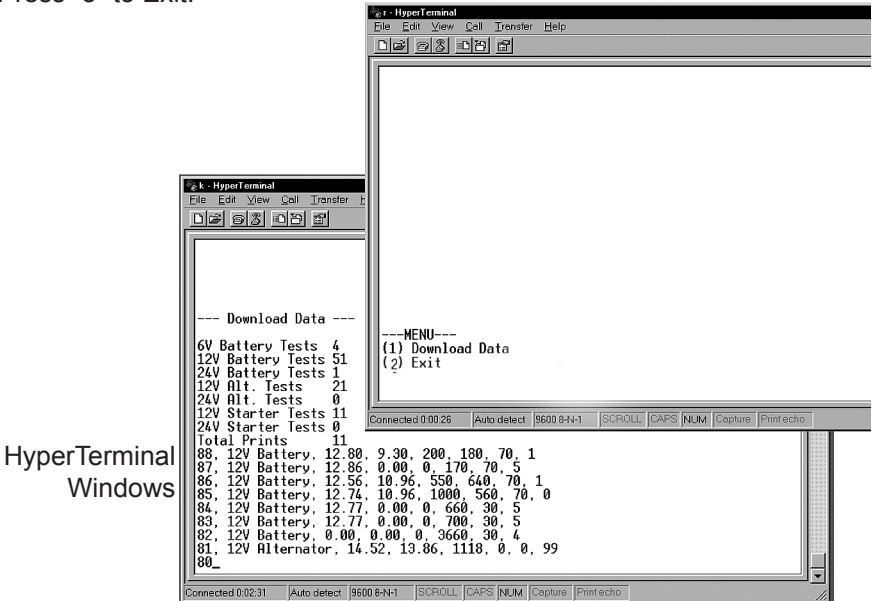 r - HyperTerminal
File Edit View Call Transfer Help
---MENU---
(1) Download Data
(2) Exit
Connected 0:00:26 Auto detect 9600 8-N-1 SCROLL CAPS NUM Capture Print echo
k - HyperTerminal
File Edit View Call Transfer
--- Download Data ---
6V Battery Tests 4
12V Battery Tests 51
24V Battery Tests 1
12V Alt. Tests 21
24V Alt. Tests 0
12V Starter Tests 11
24V Starter Tests 0
Total Prints 11
88, 12V Battery, 12.80, 9.30, 200, 180, 70, 1
87, 12V Battery, 12.86, 0.00, 0, 170, 70, 5
86, 12V Battery, 12.56, 10.96, 550, 640, 70, 1
85, 12V Battery, 12.74, 10.96, 1000, 560, 70, 0
84, 12V Battery, 12.77, 0.00, 0, 660, 30, 5
83, 12V Battery, 12.77, 0.00, 0, 700, 30, 5
82, 12V Battery, 0.00, 0.00, 0, 3660, 30, 4
81, 12V Alternator, 14.52, 13.86, 1118, 0, 0, 99
80_
Connected 0:02:31 Auto detect 9600 8-N-1 SCROLL CAPS NUM Capture Print echo
HyperTerminal
Windows